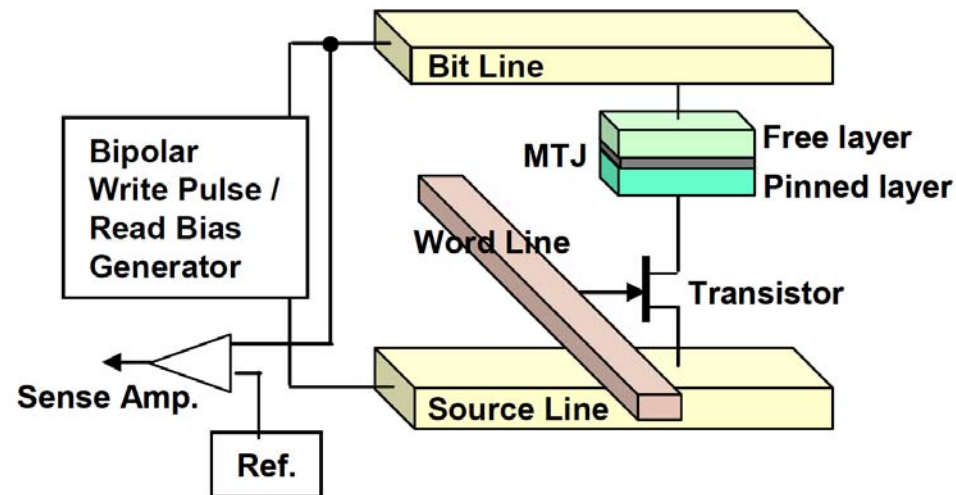 Bit Line
Bipolar
Write Pulse /
Read Bias
Generator
MTJ
Free layer
Pinned layer
Word Line
Transistor
Sense Amp.
Source Line
Ref.